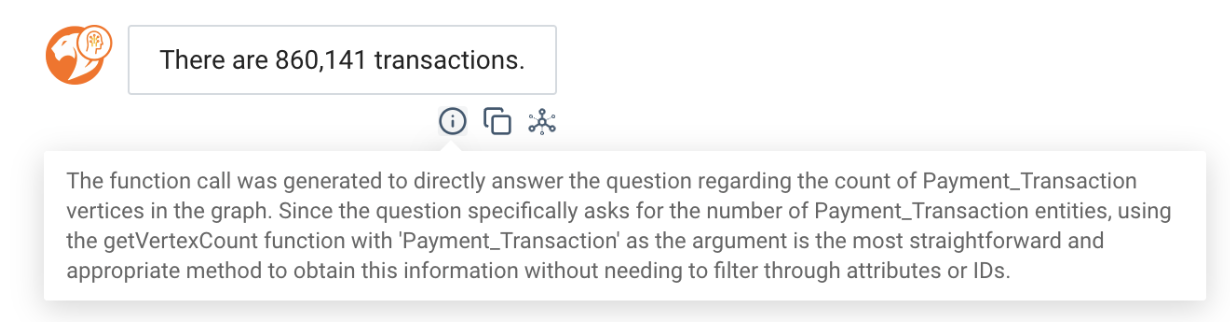 There are 860,141 transactions.
The function call was generated to directly answer the question regarding the count of Payment_Transaction
vertices in the graph. Since the question specifically asks for the number of Payment_Transaction entities, using
the getVertexCount function with 'Payment_Transaction' as the argument is the most straightforward and
appropriate method to obtain this information without needing to filter through attributes or IDs.